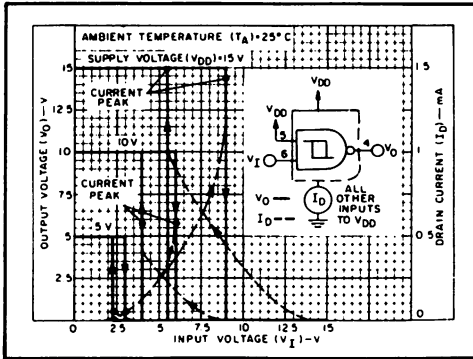 AMBIENT TEMPERATURE (TA)=25°C
SUPPLY VOLTAGE (VDD)=15 V
CURRENT PEAK
10 V
CURRENT PEAK
5 V
OUTPUT VOLTAGE (VO)-V
15
12.5
10
7.5
5
2.5
0
2.5
5
7.5
10
12.5
15
INPUT VOLTAGE (VI)-V
1 5
1
0 5
0
DRAIN CURRENT (ID)-mA
VDD
VDD
5
VI
6
4
VO
ID
VO
ID
ALL OTHER INPUTS TO VDD